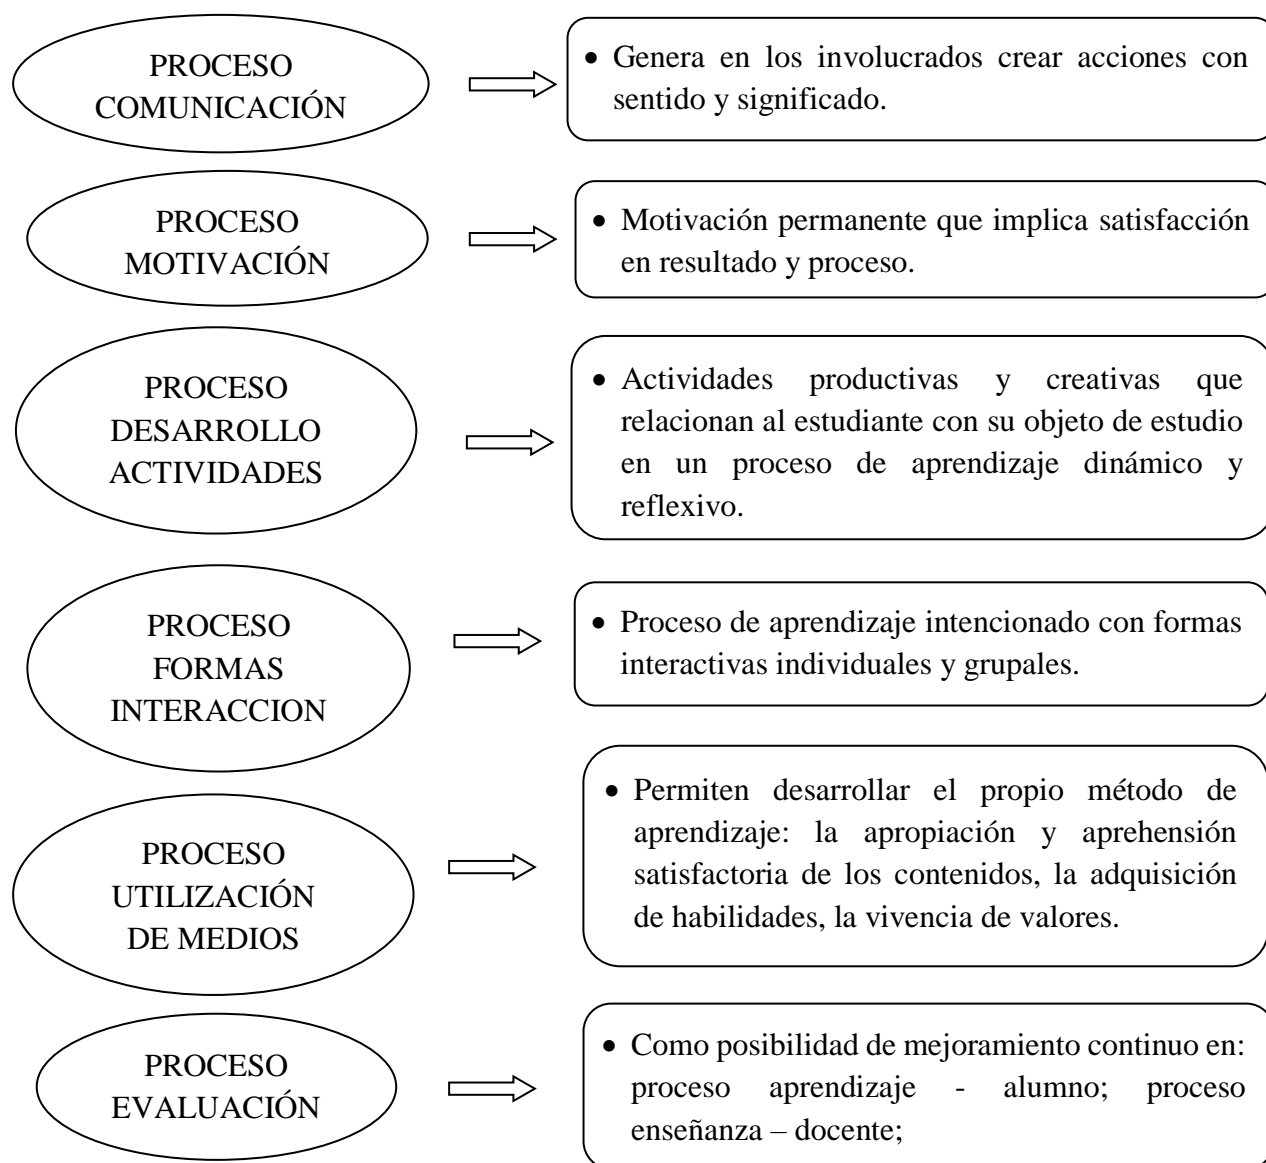 PROCESO
COMUNICACIÓN
• Genera en los involucrados crear acciones con
sentido y significado.
PROCESO
MOTIVACIÓN
• Motivación permanente que implica satisfacción
en resultado y proceso.
PROCESO
DESARROLLO
ACTIVIDADES
• Actividades productivas y creativas que
relacionan al estudiante con su objeto de estudio
en un proceso de aprendizaje dinámico y
reflexivo.
PROCESO
FORMAS
INTERACCION
• Proceso de aprendizaje intencionado con formas
interactivas individuales y grupales.
PROCESO
UTILIZACIÓN
DE MEDIOS
• Permiten desarrollar el propio método de
aprendizaje: la apropiación y aprehensión
satisfactoria de los contenidos, la adquisición
de habilidades, la vivencia de valores.
PROCESO
EVALUACIÓN
• Como posibilidad de mejoramiento continuo en:
proceso aprendizaje - alumno; proceso
enseñanza – docente;